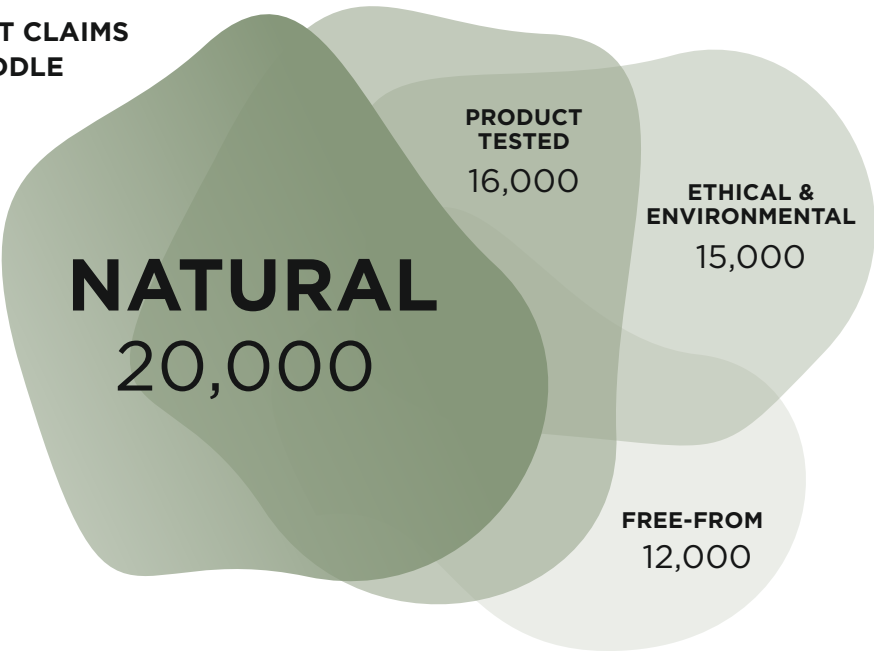 T CLAIMS
DDLE
PRODUCT
TESTED
16,000
ETHICAL &
ENVIRONMENTAL
15,000
NATURAL
20,000
FREE-FROM
12,000